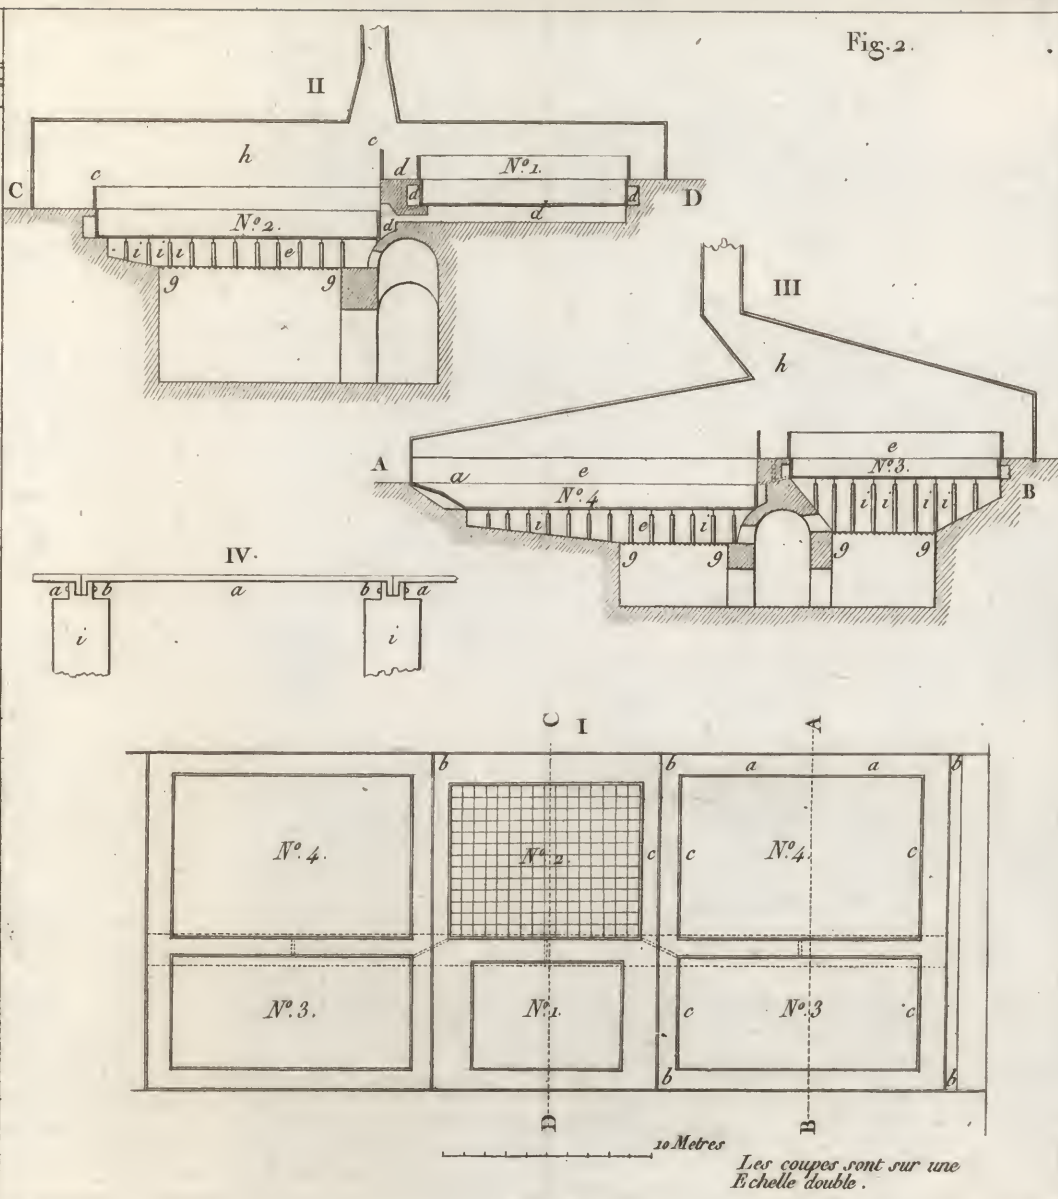 Fig. 2.
II
h
c
c
d
N.º 1.
C
D
d
d
d
N.º 2.
d
i i i e
g g
III
h
A
e
N.º 3.
B
a
e
N.º 4
i e i
i i i i
g g
g g
IV.
a b a b a
i i
C I A
b b a a b
N.º 4.
N.º 2.
c c
N.º 4.
c
N.º 3.
N.º 1.
c
N.º 3
c
b b
D B
10 Metres
Les coupes sont sur une
Echelle double.